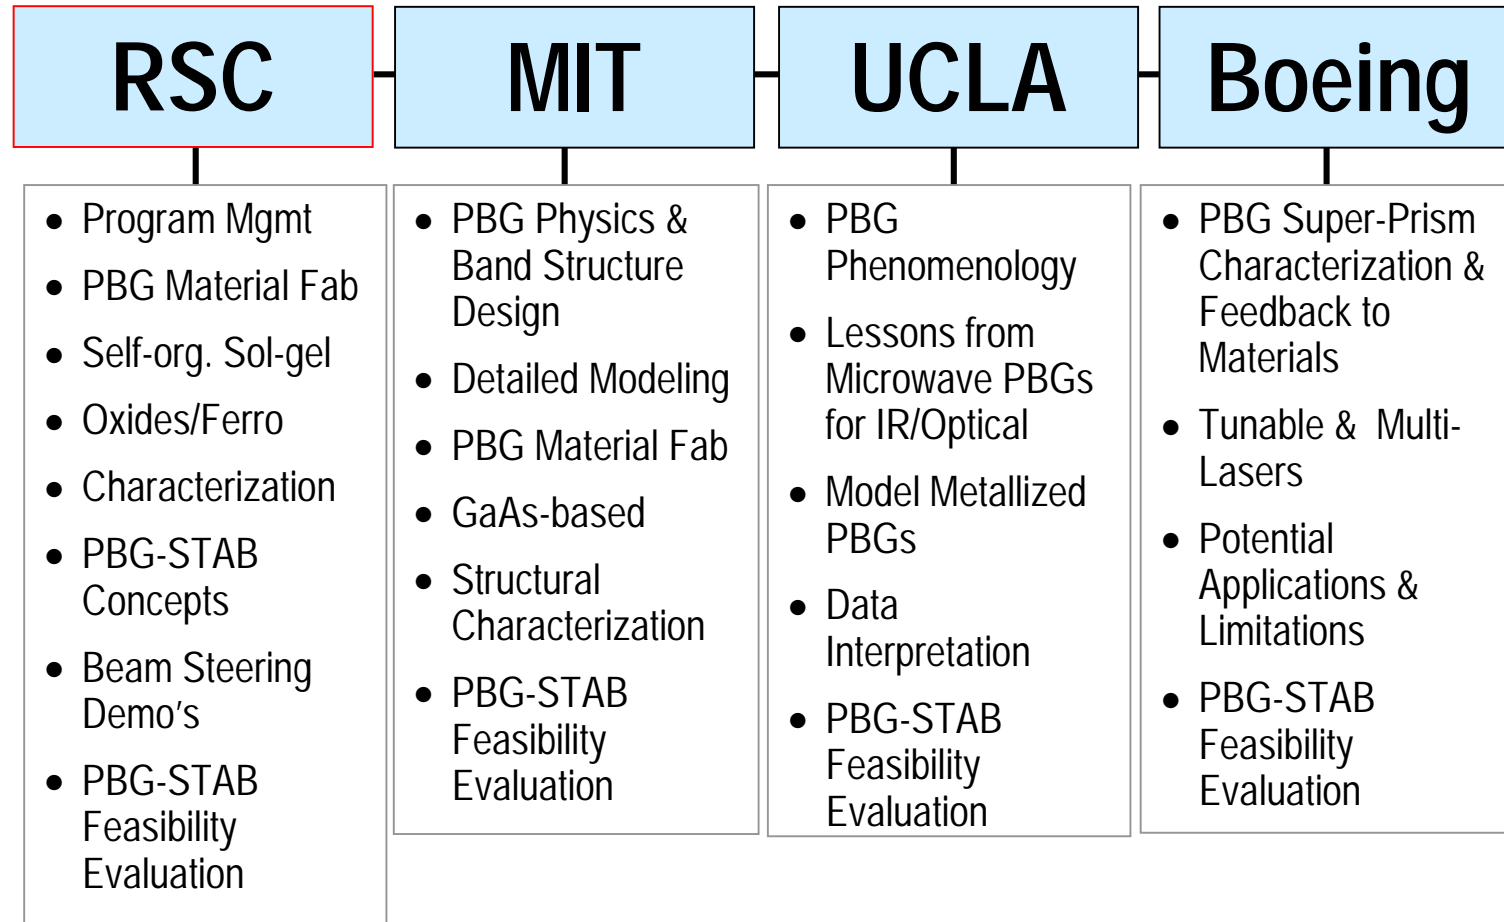 RSC
MIT
UCLA
Boeing
• Program Mgmt
• PBG Material Fab
• Self-org. Sol-gel
• Oxides/Ferro
• Characterization
• PBG-STAB
Concepts
• Beam Steering
Demo's
• PBG-STAB
Feasibility
Evaluation
• PBG Physics &
Band Structure
Design
• Detailed Modeling
• PBG Material Fab
• GaAs-based
• Structural
Characterization
• PBG-STAB
Feasibility
Evaluation
• PBG
Phenomenology
• Lessons from
Microwave PBGs
for IR/Optical
• Model Metallized
PBGs
• Data
Interpretation
• PBG-STAB
Feasibility
Evaluation
• PBG Super-Prism
Characterization &
Feedback to
Materials
• Tunable & Multi-
Lasers
• Potential
Applications &
Limitations
• PBG-STAB
Feasibility
Evaluation